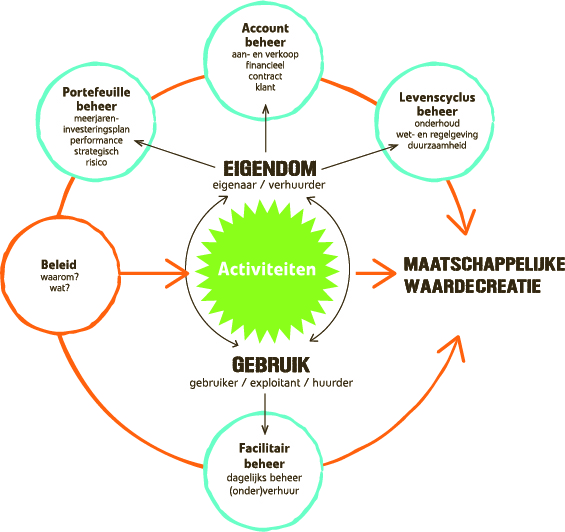 Account
beheer
aan- en verkoop
financieel
contract
klant
Portefeuille
beheer
meerjaren-
investeringsplan
performance
strategisch
risico
Levenscyclus
beheer
onderhoud
wet- en regelgeving
duurzaamheid
EIGENDOM
eigenaar / verhuurder
Beleid
waarom?
wat?
Activiteiten
MAATSCHAPPELIJKE
WAARDECREATIE
GEBRUIK
gebruiker / exploitant / huurder
Facilitair
beheer
dagelijks beheer
(onder)verhuur